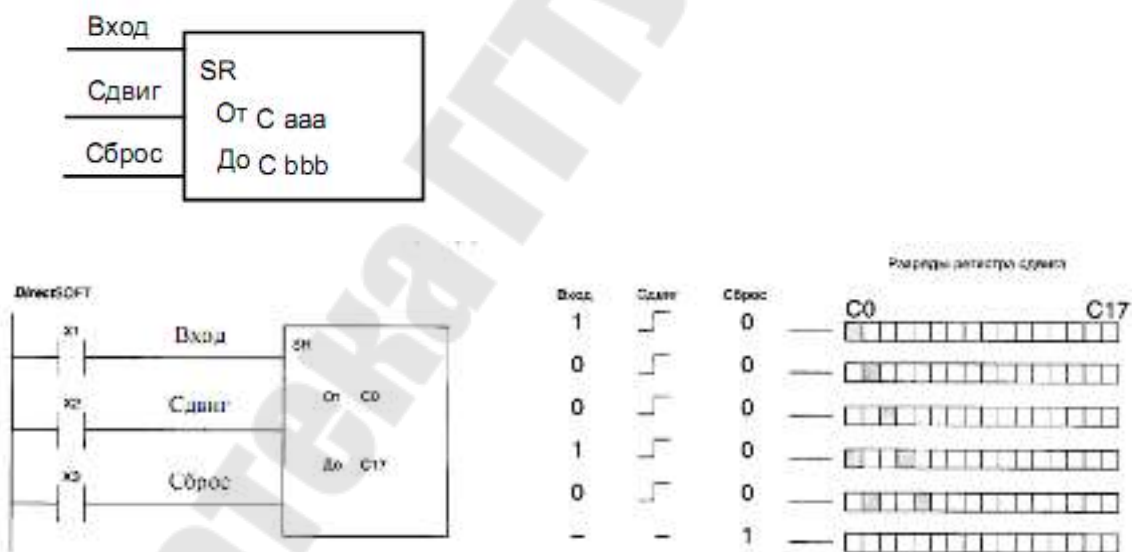 Вход
SR
Сдвиг
От C aaa
Сброс
До C bbb
Разряды регистра сдвига
DirectSOFT
Вход Сдвиг Сброс
C0 C17
X1 Вход
SR
1 0
0 0
От C0
X2 Сдвиг
0 0
1 0
До C17
X3 Сброс
0 0
- - 1